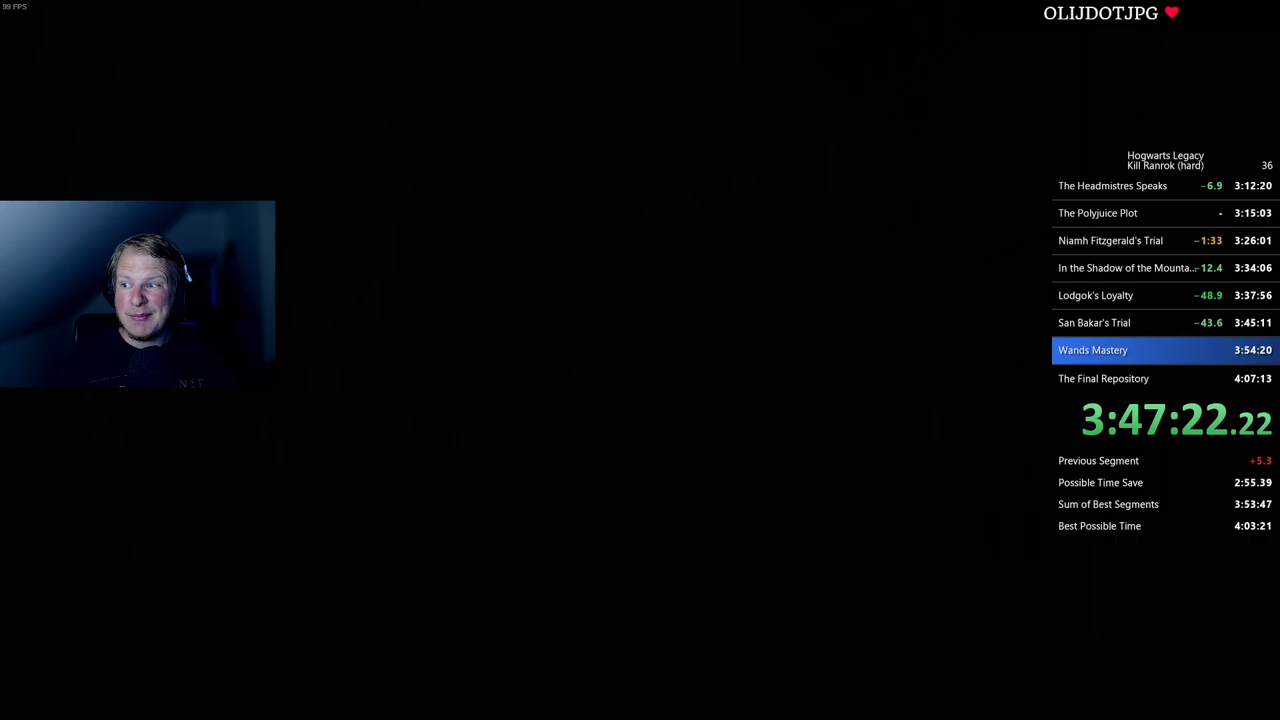 99 FPS
OLIJDOTJPG
Hogwarts Legacy
Kill Ranrok (hard) 36
The Headmistres Speaks −6.9 3:12:20
The Polyjuice Plot - 3:15:03
Niamh Fitzgerald's Trial −1:33 3:26:01
In the Shadow of the Mounta... −12.4 3:34:06
Lodgok's Loyalty −48.9 3:37:56
San Bakar's Trial −43.6 3:45:11
Wands Mastery 3:54:20
The Final Repository 4:07:13
3:47:22.22
Previous Segment +5.3
Possible Time Save 2:55.39
Sum of Best Segments 3:53:47
Best Possible Time 4:03:21